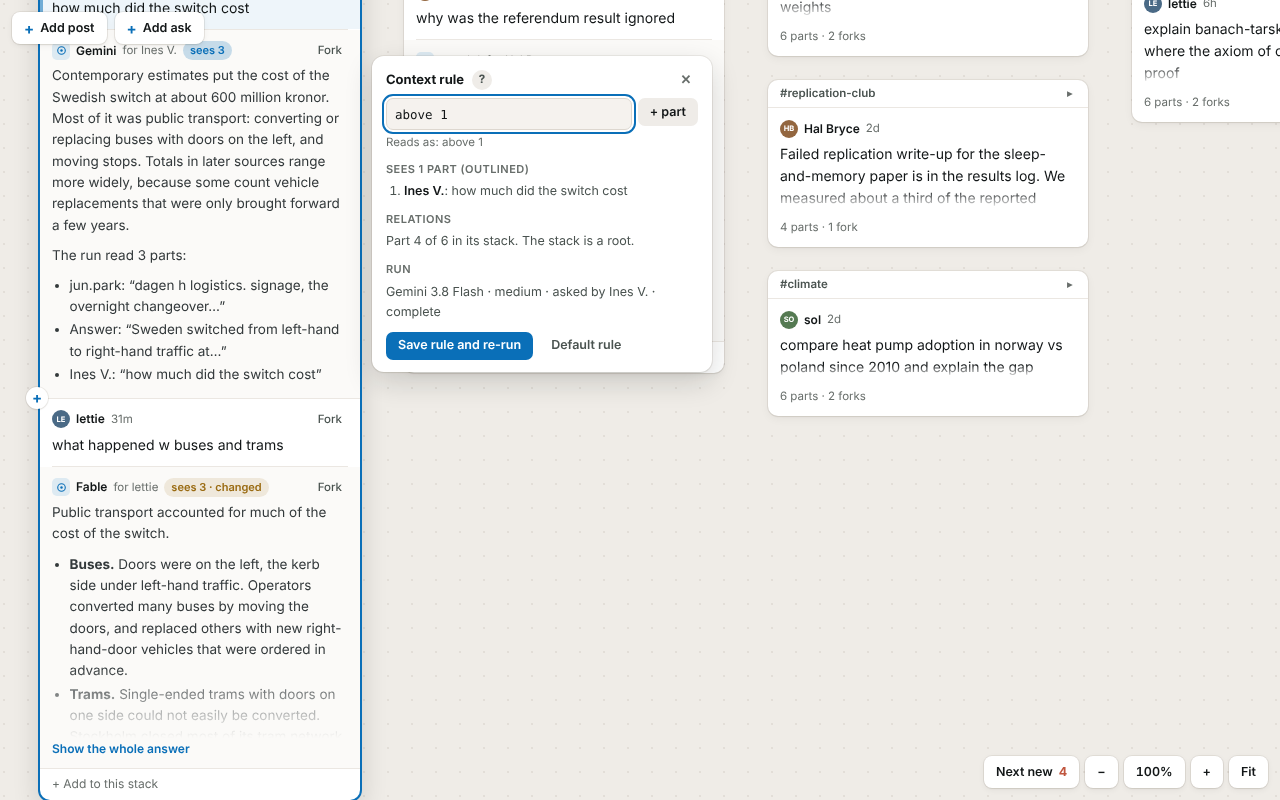 how much did the switch cost
+ Add post
+ Add ask
Gemini for Ines V. sees 3 Fork
Contemporary estimates put the cost of the
Swedish switch at about 600 million kronor.
Most of it was public transport: converting or
replacing buses with doors on the left, and
moving stops. Totals in later sources range
more widely, because some count vehicle
replacements that were only brought forward
a few years.
The run read 3 parts:
• jun.park: “dagen h logistics. signage, the
overnight changeover…”
• Answer: “Sweden switched from left-hand
to right-hand traffic at…”
• Ines V.: “how much did the switch cost”
+
LE lettie 31m Fork
what happened w buses and trams
Fable for lettie sees 3 · changed Fork
Public transport accounted for much of the
cost of the switch.
• Buses. Doors were on the left, the kerb
side under left-hand traffic. Operators
converted many buses by moving the
doors, and replaced others with new right-
hand-door vehicles that were ordered in
advance.
• Trams. Single-ended trams with doors on
one side could not easily be converted.
Show the whole answer
+ Add to this stack
why was the referendum result ignored
Context rule ? ✕
above 1
+ part
Reads as: above 1
SEES 1 PART (OUTLINED)
1. Ines V.: how much did the switch cost
RELATIONS
Part 4 of 6 in its stack. The stack is a root.
RUN
Gemini 3.8 Flash · medium · asked by Ines V. ·
complete
Save rule and re-run
Default rule
weights
6 parts · 2 forks
#replication-club ▸
HB Hal Bryce 2d
Failed replication write-up for the sleep-
and-memory paper is in the results log. We
measured about a third of the reported
4 parts · 1 fork
#climate ▸
SO sol 2d
compare heat pump adoption in norway vs
poland since 2010 and explain the gap
6 parts · 2 forks
LE lettie 6h
explain banach-tarsk
where the axiom of c
proof
6 parts · 2 forks
Next new 4
−
100%
+
Fit